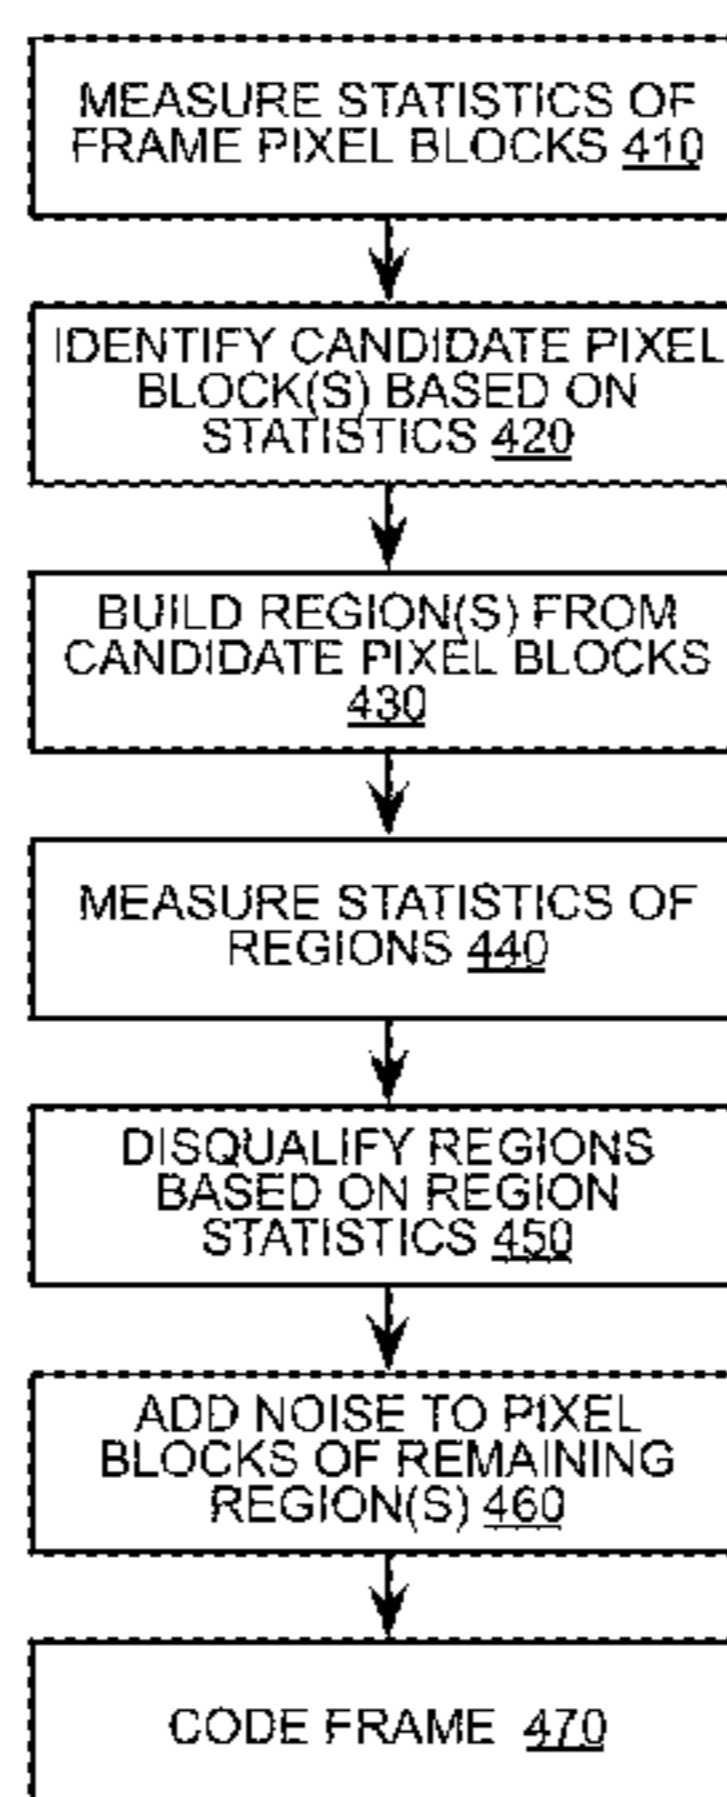 MEASURE STATISTICS OF
FRAME PIXEL BLOCKS 410
IDENTIFY CANDIDATE PIXEL
BLOCK(S) BASED ON
STATISTICS 420
BUILD REGION(S) FROM
CANDIDATE PIXEL BLOCKS
430
MEASURE STATISTICS OF
REGIONS 440
DISQUALIFY REGIONS
BASED ON REGION
STATISTICS 450
ADD NOISE TO PIXEL
BLOCKS OF REMAINING
REGION(S) 460
CODE FRAME 470